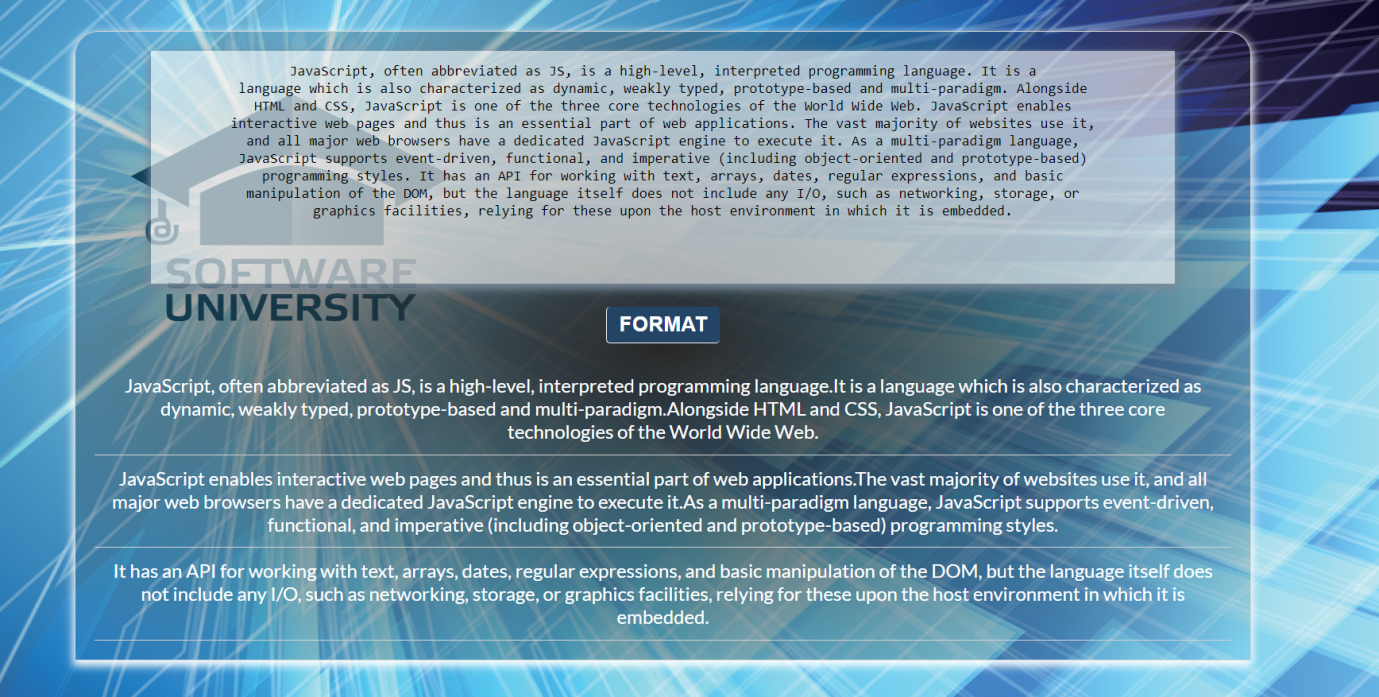 JavaScript, often abbreviated as JS, is a high-level, interpreted programming language. It is a
language which is also characterized as dynamic, weakly typed, prototype-based and multi-paradigm. Alongside
HTML and CSS, JavaScript is one of the three core technologies of the World Wide Web. JavaScript enables
interactive web pages and thus is an essential part of web applications. The vast majority of websites use it,
and all major web browsers have a dedicated JavaScript engine to execute it. As a multi-paradigm language,
JavaScript supports event-driven, functional, and imperative (including object-oriented and prototype-based)
programming styles. It has an API for working with text, arrays, dates, regular expressions, and basic
manipulation of the DOM, but the language itself does not include any I/O, such as networking, storage, or
graphics facilities, relying for these upon the host environment in which it is embedded.
SOFTWARE
UNIVERSITY
FORMAT
JavaScript, often abbreviated as JS, is a high-level, interpreted programming language.It is a language which is also characterized as
dynamic, weakly typed, prototype-based and multi-paradigm.Alongside HTML and CSS, JavaScript is one of the three core
technologies of the World Wide Web.
JavaScript enables interactive web pages and thus is an essential part of web applications.The vast majority of websites use it, and all
major web browsers have a dedicated JavaScript engine to execute it.As a multi-paradigm language, JavaScript supports event-driven,
functional, and imperative (including object-oriented and prototype-based) programming styles.
It has an API for working with text, arrays, dates, regular expressions, and basic manipulation of the DOM, but the language itself does
not include any I/O, such as networking, storage, or graphics facilities, relying for these upon the host environment in which it is
embedded.